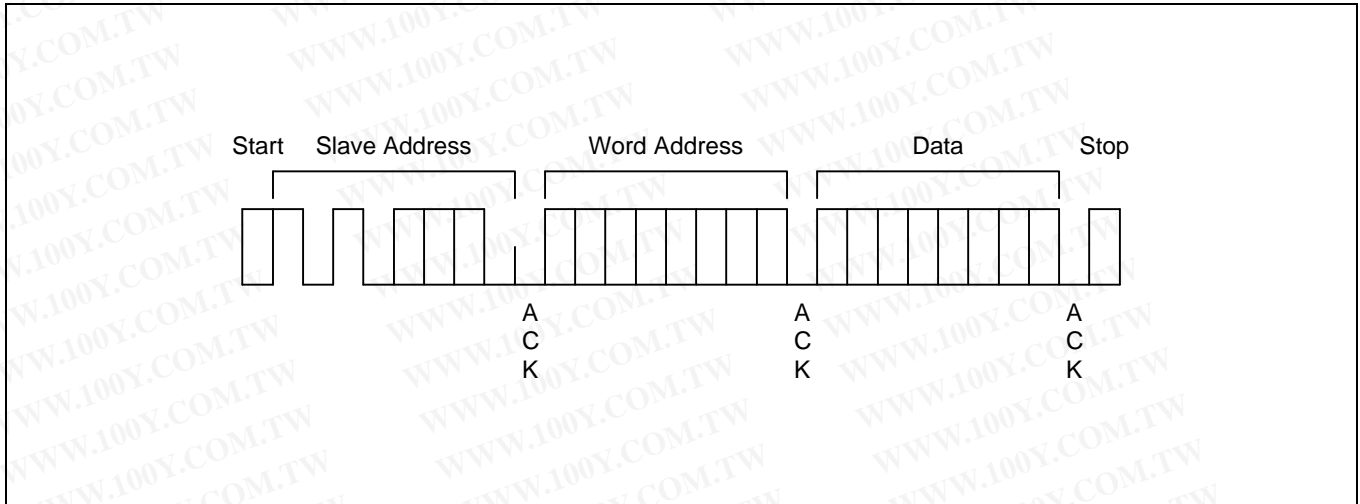 Start Slave Address Word Address Data Stop
A A A
C C C
K K K
WWW.100Y.COM.TW